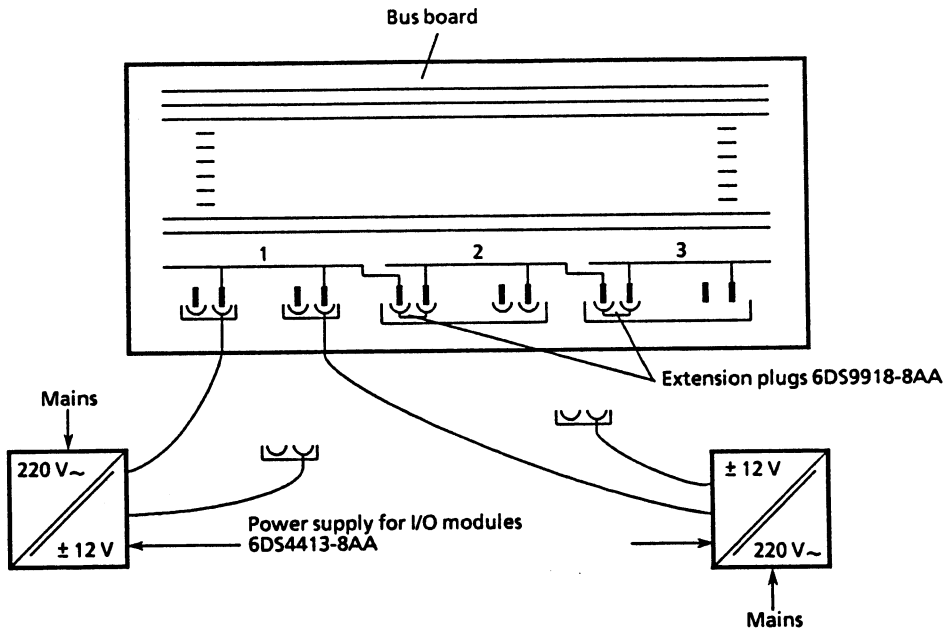 Bus board
1
2
3
Extension plugs 6DS9918-8AA
Mains
220 V~
± 12 V
Power supply for I/O modules
6DS4413-8AA
± 12 V
220 V~
Mains